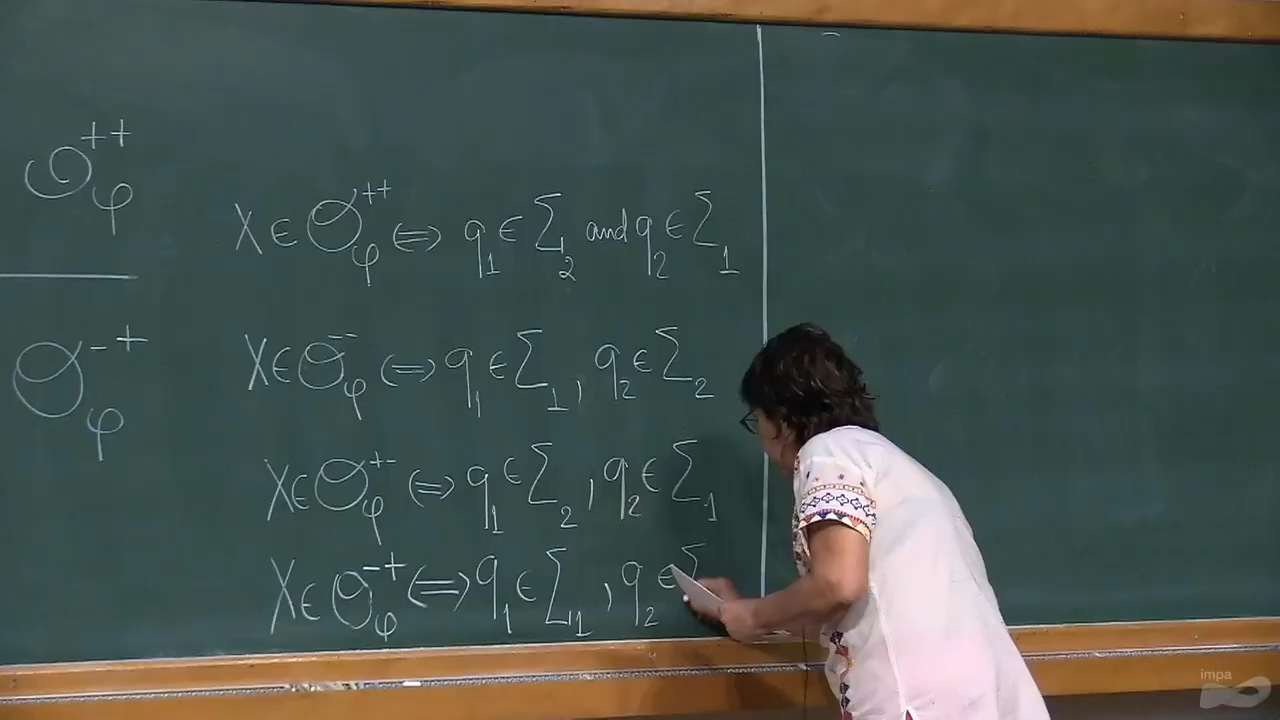 𝒪^{++}_φ
X ∈ 𝒪^{++}_φ ⟺ q_1 ∈ Σ_2 and q_2 ∈ Σ_1
X ∈ 𝒪^{--}_φ ⟺ q_1 ∈ Σ_1, q_2 ∈ Σ_2
𝒪^{-+}_φ
X ∈ 𝒪^{+-}_φ ⟺ q_1 ∈ Σ_2, q_2 ∈ Σ_1
X ∈ 𝒪^{-+}_φ ⟺ q_1 ∈ Σ_1, q_2 ∈ Σ
impa